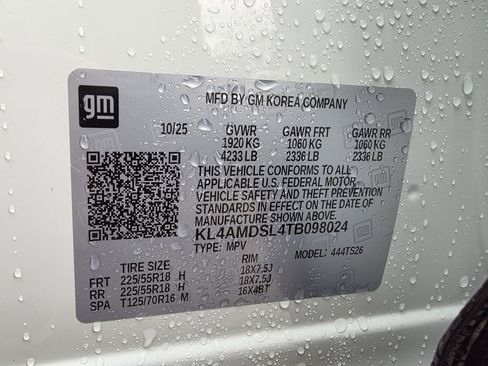 gm
MFD BY GM KOREA COMPANY
10/25 GVWR GAWR FRT GAWR RR
1920 KG 1060 KG 1060 KG
4233 LB 2336 LB 2336 LB
THIS VEHICLE CONFORMS TO ALL
APPLICABLE U.S. FEDERAL MOTOR
VEHICLE SAFETY AND THEFT PREVENTION
STANDARDS IN EFFECT ON THE DATE OF
MANUFACTURE SHOWN ABOVE.
KL4AMDSL4TB098024
TYPE: MPV 444TS26
TIRE SIZE RIM
FRT 225/55R18 H 18X7.5J
RR 225/55R18 H 18X7.5J
SPA T125/70R16 M 16X4BT